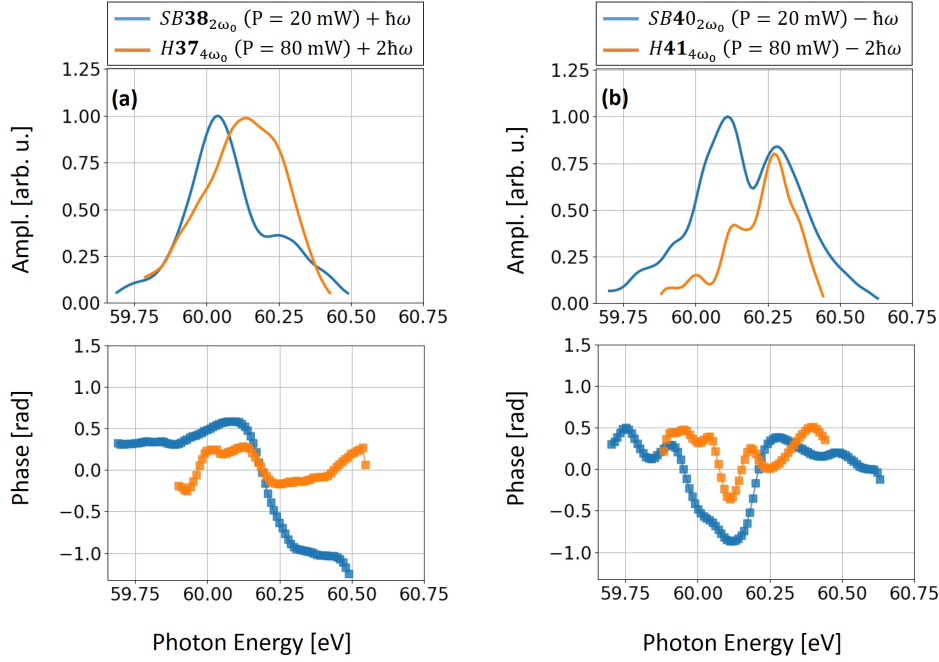 SB38₂ω₀ (P = 20 mW) + ħω
H37₄ω₀ (P = 80 mW) + 2ħω
SB40₂ω₀ (P = 20 mW) − ħω
H41₄ω₀ (P = 80 mW) − 2ħω
(a)
Ampl. [arb. u.]
1.25
1.00
0.75
0.50
0.25
0.00
59.75 60.00 60.25 60.50 60.75
(b)
Ampl. [arb. u.]
1.25
1.00
0.75
0.50
0.25
0.00
59.75 60.00 60.25 60.50 60.75
Phase [rad]
1.5
1.0
0.5
0.0
−0.5
−1.0
59.75 60.00 60.25 60.50 60.75
Photon Energy [eV]
Phase [rad]
1.5
1.0
0.5
0.0
−0.5
−1.0
59.75 60.00 60.25 60.50 60.75
Photon Energy [eV]